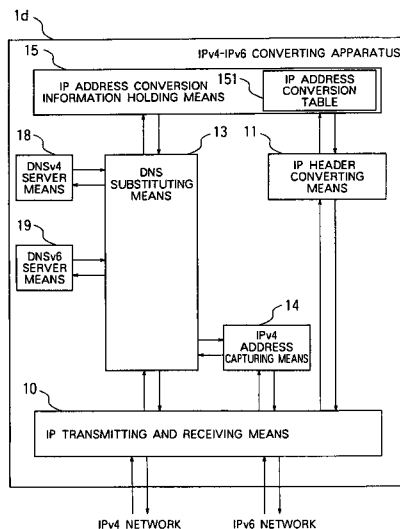 1d
IPv4-IPv6 CONVERTING APPARATUS
15
IP ADDRESS CONVERSION
INFORMATION HOLDING MEANS
151
IP ADDRESS
CONVERSION
TABLE
18
DNSv4
SERVER
MEANS
13
DNS
SUBSTITUTING
MEANS
11
IP HEADER
CONVERTING
MEANS
19
DNSv6
SERVER
MEANS
14
IPv4
ADDRESS
CAPTURING MEANS
10
IP TRANSMITTING AND RECEIVING MEANS
IPv4 NETWORK
IPv6 NETWORK